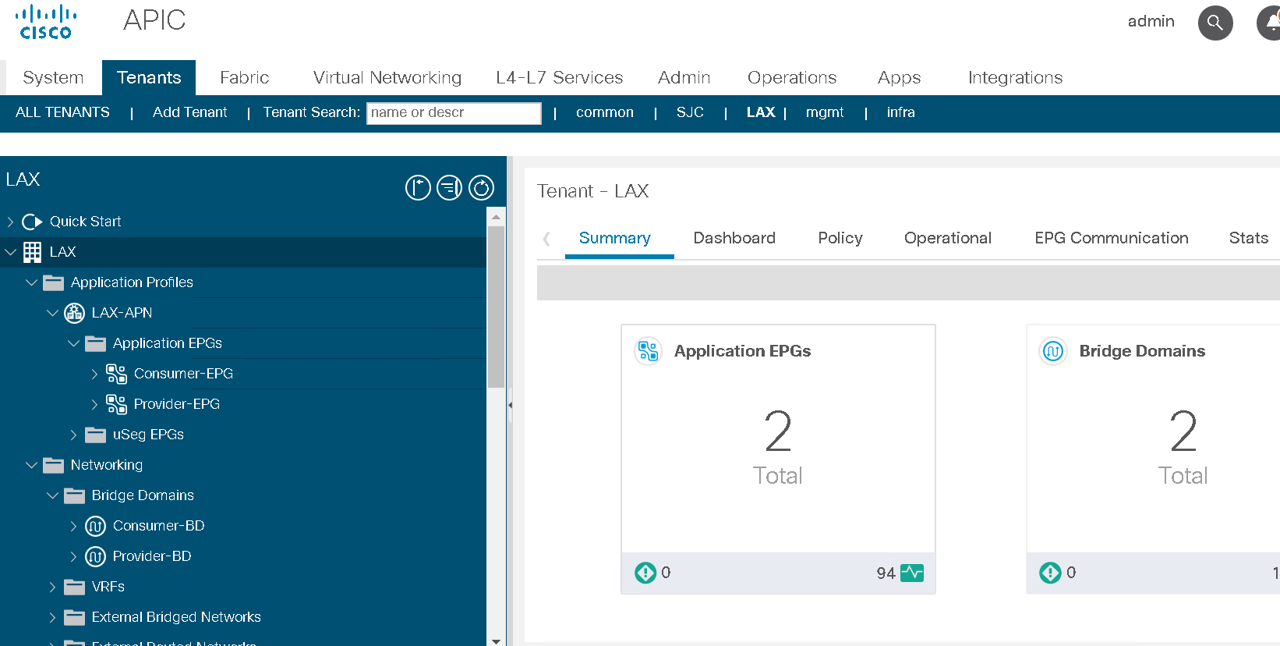 CISCO
APIC
admin
System Tenants Fabric Virtual Networking L4-L7 Services Admin Operations Apps Integrations
ALL TENANTS | Add Tenant | Tenant Search: name or descr | common | SJC | LAX | mgmt | infra
LAX
Quick Start
LAX
Application Profiles
LAX-APN
Application EPGs
Consumer-EPG
Provider-EPG
uSeg EPGs
Networking
Bridge Domains
Consumer-BD
Provider-BD
VRFs
External Bridged Networks
External Routed Networks
Tenant - LAX
Summary Dashboard Policy Operational EPG Communication Stats
Application EPGs
2
Total
0 94
Bridge Domains
2
Total
0 1